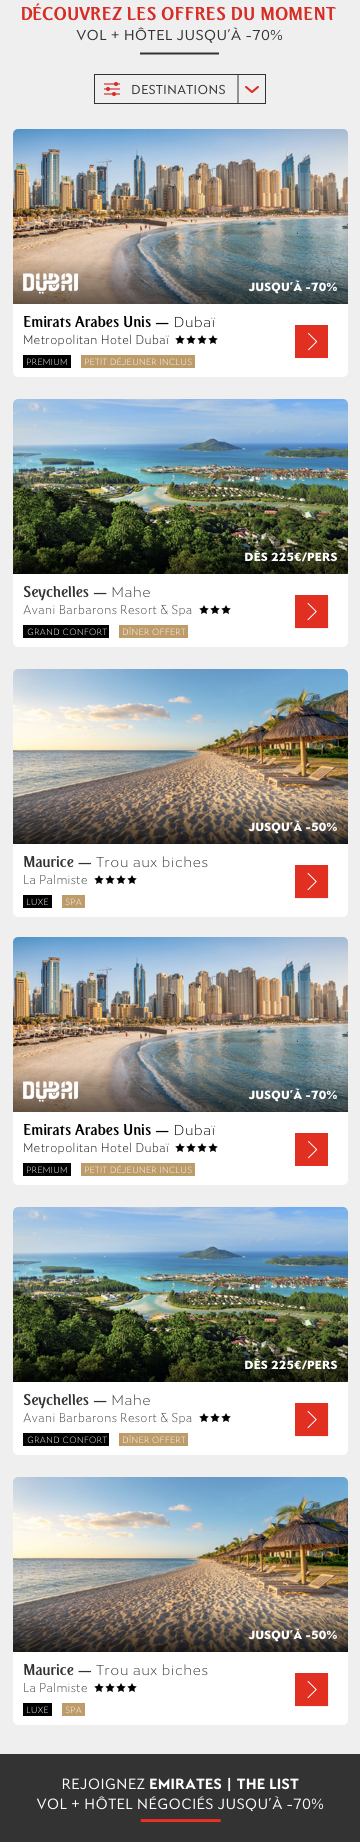 DÉCOUVREZ LES OFFRES DU MOMENT
VOL + HÔTEL JUSQU'À -70%
DESTINATIONS
DUBAI
JUSQU'À -70%
Emirats Arabes Unis — Dubaï
Metropolitan Hotel Dubaï ★★★★
PREMIUM PETIT DÉJEUNER INCLUS
DÈS 225€/PERS
Seychelles — Mahe
Avani Barbarons Resort & Spa ★★★
GRAND CONFORT DÎNER OFFERT
JUSQU'À -50%
Maurice — Trou aux biches
La Palmiste ★★★★
LUXE SPA
DUBAI
JUSQU'À -70%
Emirats Arabes Unis — Dubaï
Metropolitan Hotel Dubaï ★★★★
PREMIUM PETIT DÉJEUNER INCLUS
DÈS 225€/PERS
Seychelles — Mahe
Avani Barbarons Resort & Spa ★★★
GRAND CONFORT DÎNER OFFERT
JUSQU'À -50%
Maurice — Trou aux biches
La Palmiste ★★★★
LUXE SPA
REJOIGNEZ EMIRATES | THE LIST
VOL + HÔTEL NÉGOCIÉS JUSQU'À -70%